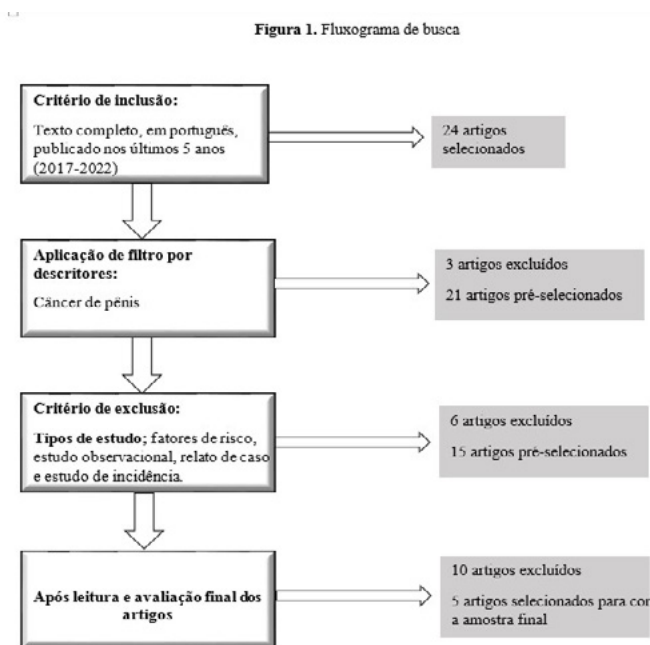 Figura 1. Fluxograma de busca
Critério de inclusão:
Texto completo, em português,
publicado nos últimos 5 anos
(2017-2022)
24 artigos
selecionados
Aplicação de filtro por
descritores:
Câncer de pênis
3 artigos excluídos
21 artigos pré-selecionados
Critério de exclusão:
Tipos de estudo; fatores de risco,
estudo observacional, relato de caso
e estudo de incidência.
6 artigos excluídos
15 artigos pré-selecionados
Após leitura e avaliação final dos
artigos
10 artigos excluídos
5 artigos selecionados para
a amostra final